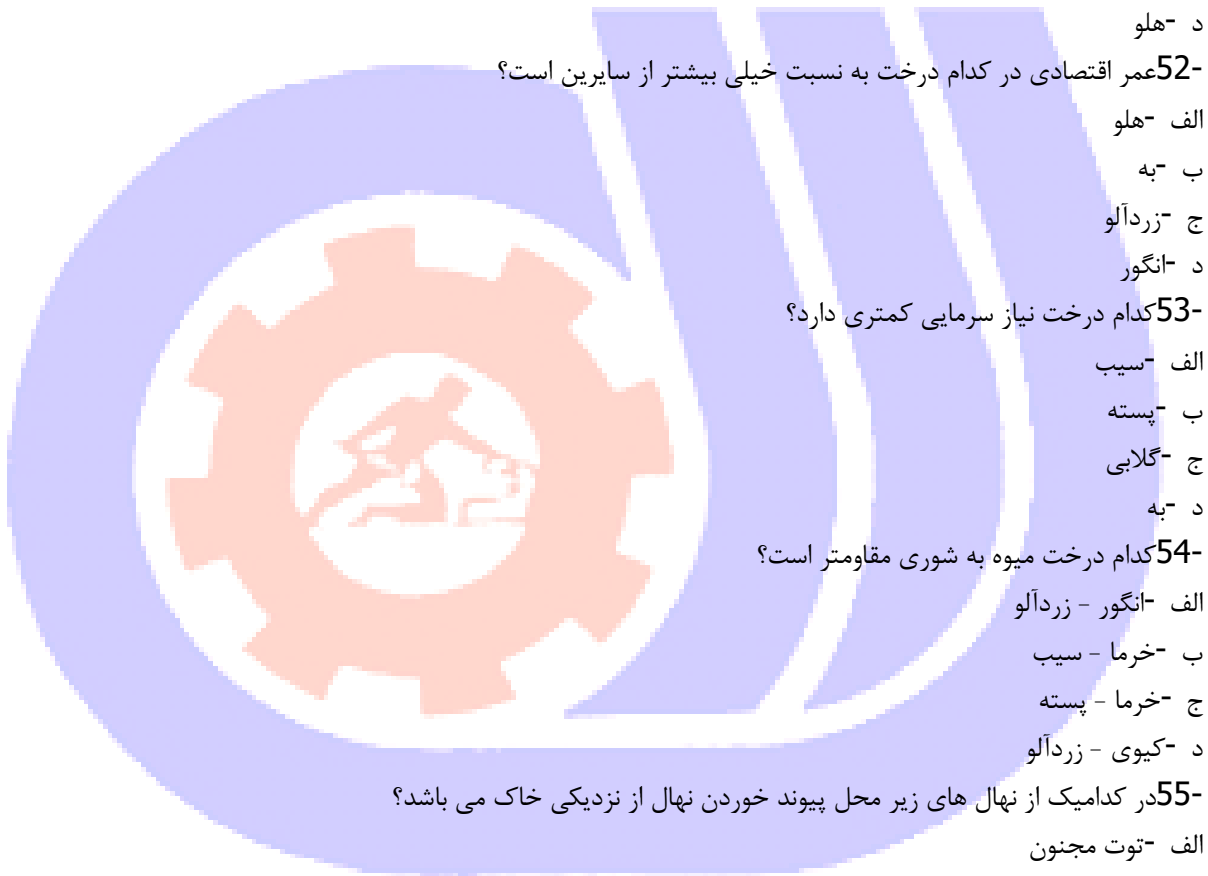 د -هلو
-52عمر اقتصادی در کدام درخت به نسبت خیلی بیشتر از سایرین است؟
الف -هلو
ب -به
ج -زردآلو
د -انگور
-53کدام درخت نیاز سرمایی کمتری دارد؟
الف -سیب
ب -پسته
ج -گلابی
د -به
-54کدام درخت میوه به شوری مقاومتر است؟
الف -انگور - زردآلو
ب -خرما - سیب
ج -خرما - پسته
د -کیوی - زردآلو
-55در کدامیک از نهال های زیر محل پیوند خوردن نهال از نزدیکی خاک می باشد؟
الف -توت مجنون